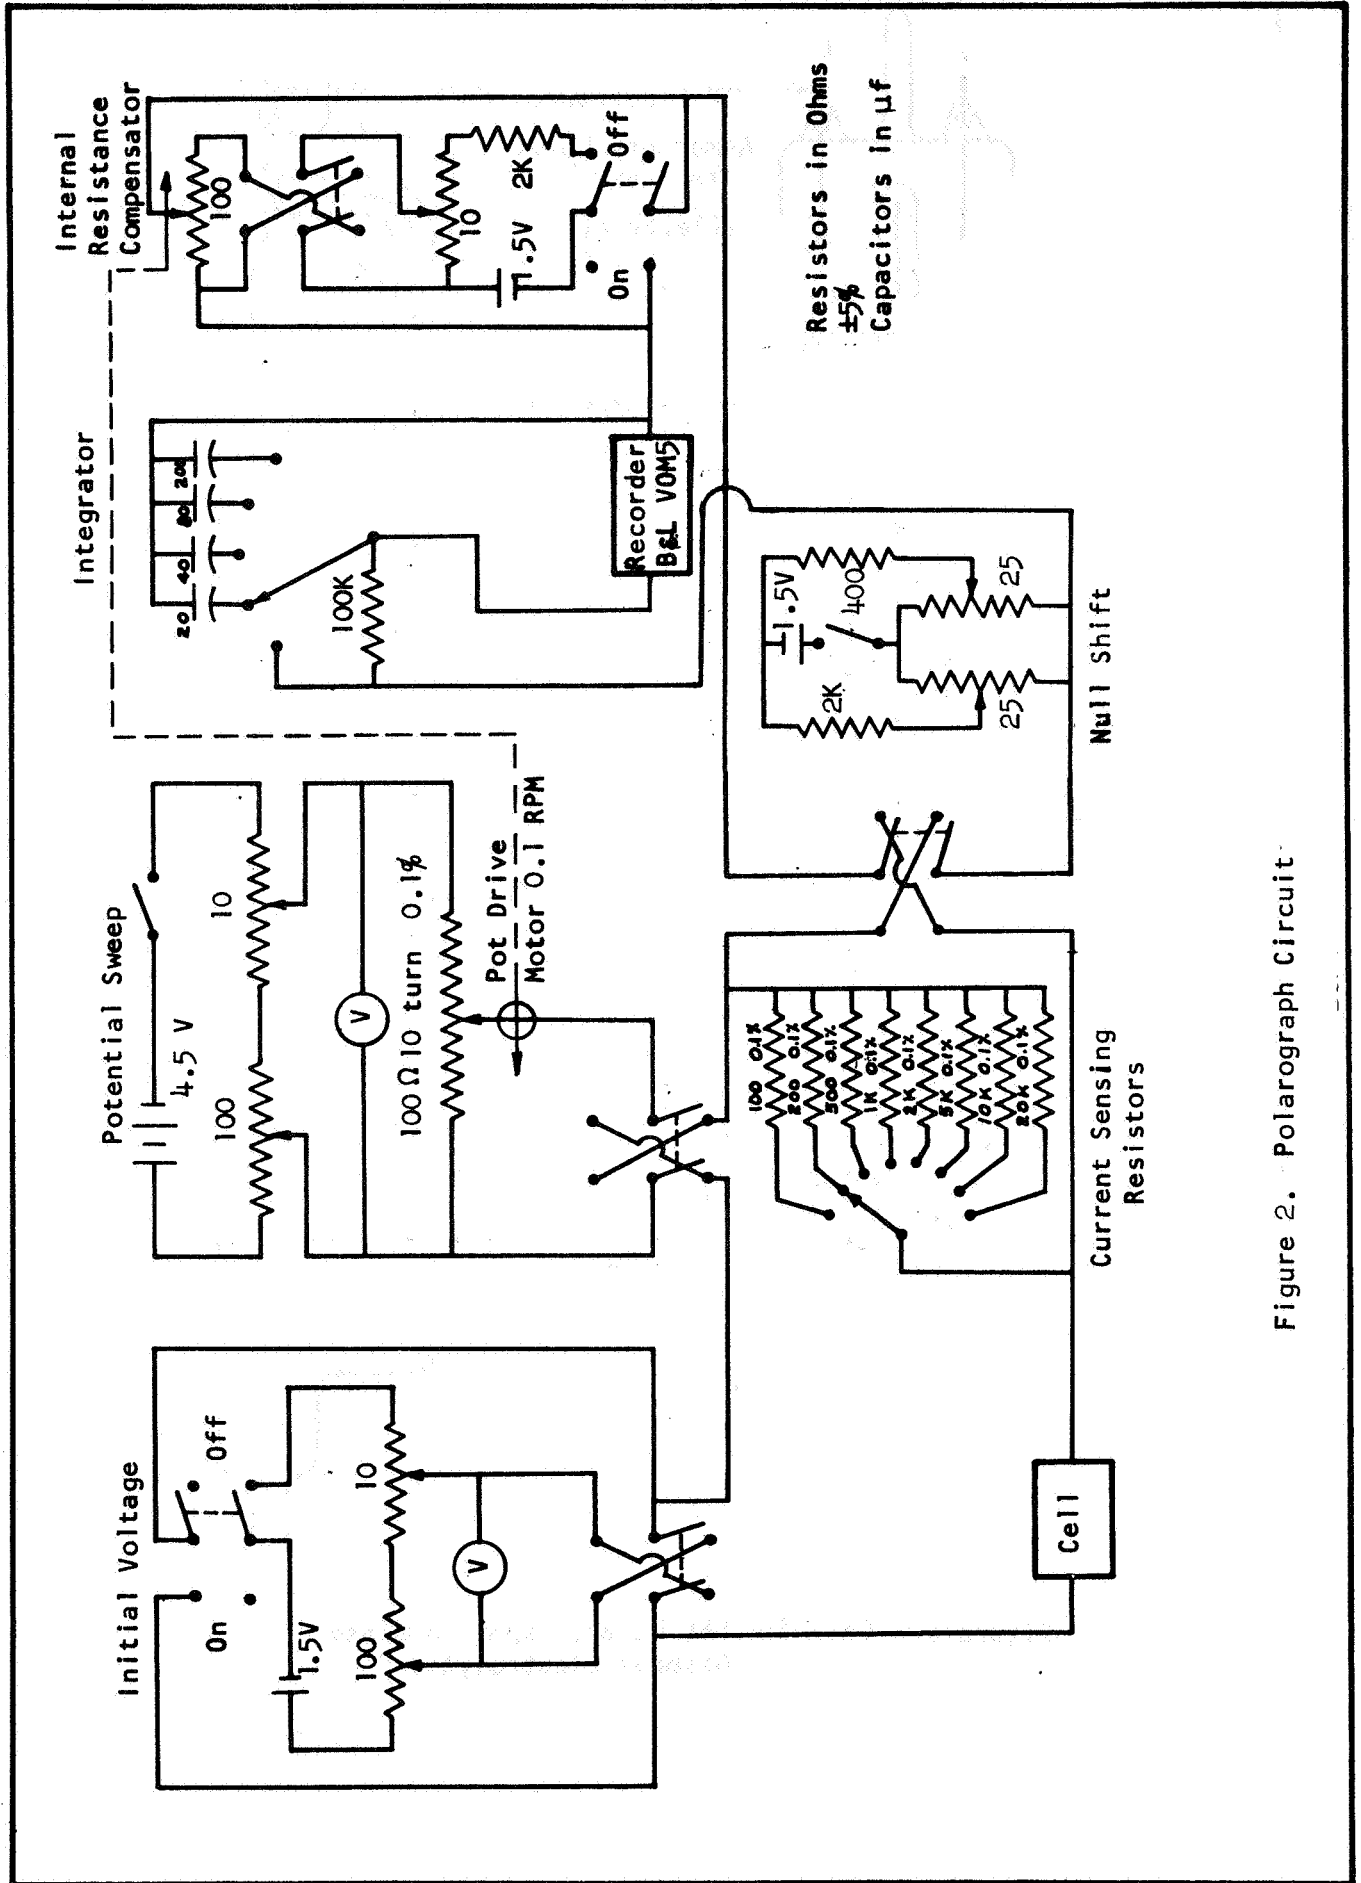 Initial Voltage
On
Off
1.5V
100
10
V
Cell
Potential Sweep
4.5 V
100
10
V
100 Ω 10 turn 0.1%
Pot Drive
Motor 0.1 RPM
100 0.1%
200 0.1%
500 0.1%
1K 0.1%
2K 0.1%
5K 0.1%
10K 0.1%
20K 0.1%
Current Sensing
Resistors
Integrator
20
40
80
200
100K
Recorder
B&L VOM5
1.5V
2K
400
25
25
Null Shift
Internal
Resistance
Compensator
100
10
2K
1.5V
On
Off
Resistors in Ohms
±5%
Capacitors in μf
Figure 2. Polarograph Circuit